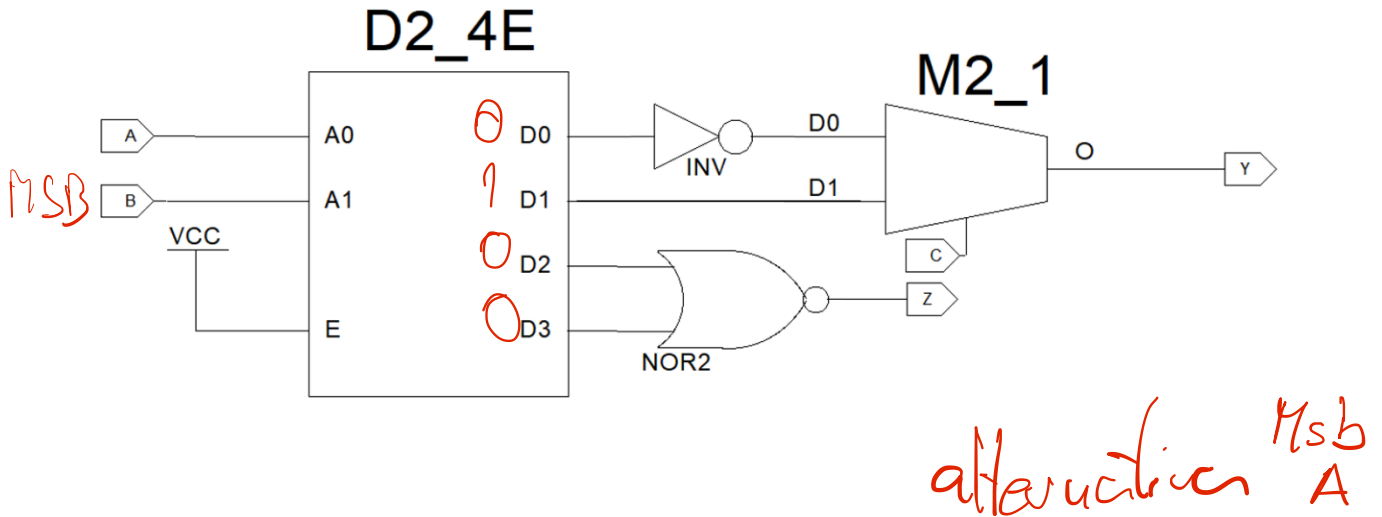 D2_4E
M2_1
A
A0
0
D0
INV
D0
O
Y
MSB
B
A1
1
D1
D1
VCC
0
D2
C
E
0
D3
NOR2
Z
alternativa
Msb
A